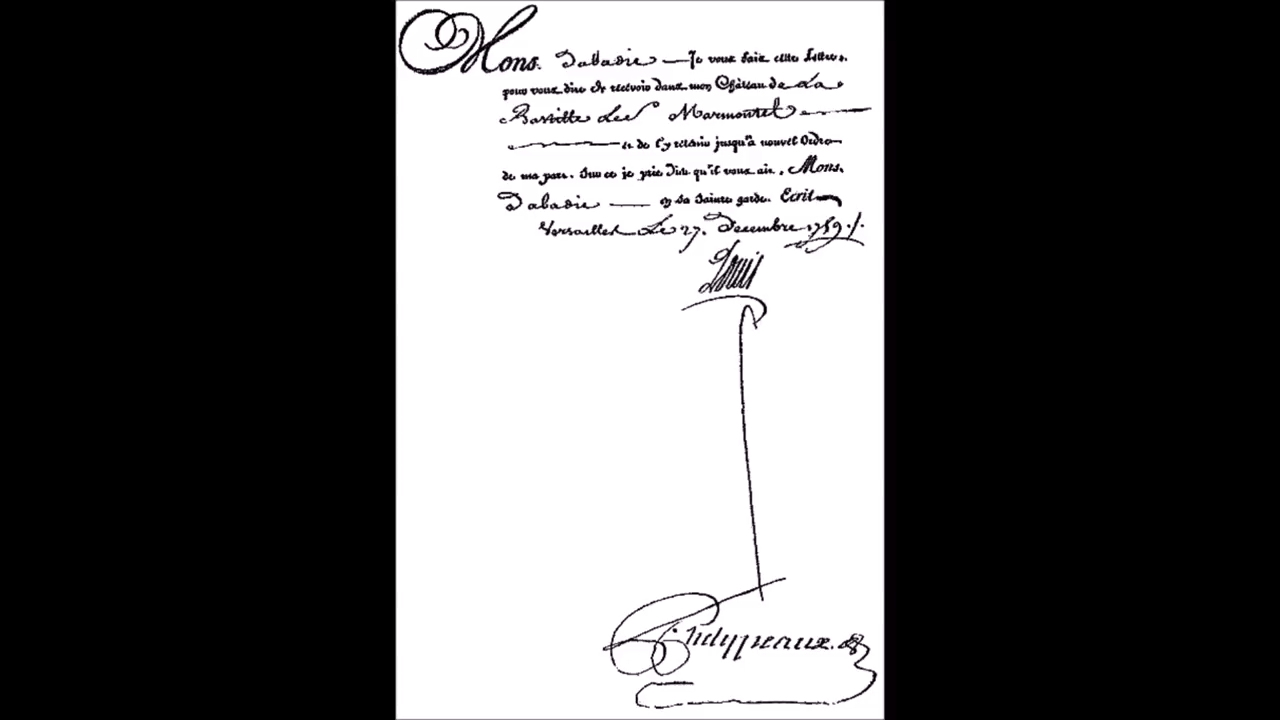 Mons. Dabadie — Je vous fais cette Lettre,
pour vous dire de recevoir dans mon Château de La
Bastille Le S.r Marmontel
et de l'y retenir jusqu'à nouvel Ordre
de ma part. Sur ce je prie Dieu qu'il vous ait, Mons.
Dabadie — en sa Sainte garde. Ecrit
Versailles Le 27. Decembre 1759./.
Louis
Phelypeaux.